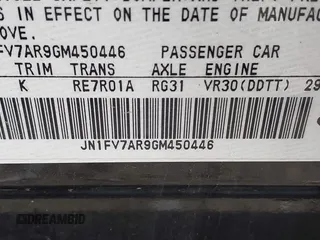 IN EFFECT ON THE DATE OF MANUFAC
OVE.
FV7AR9GM450446 PASSENGER CAR
TRIM TRANS AXLE ENGINE
K RE7R01A RG31 VR30(DDTT) 29
JN1FV7AR9GM450446
DREAMBID